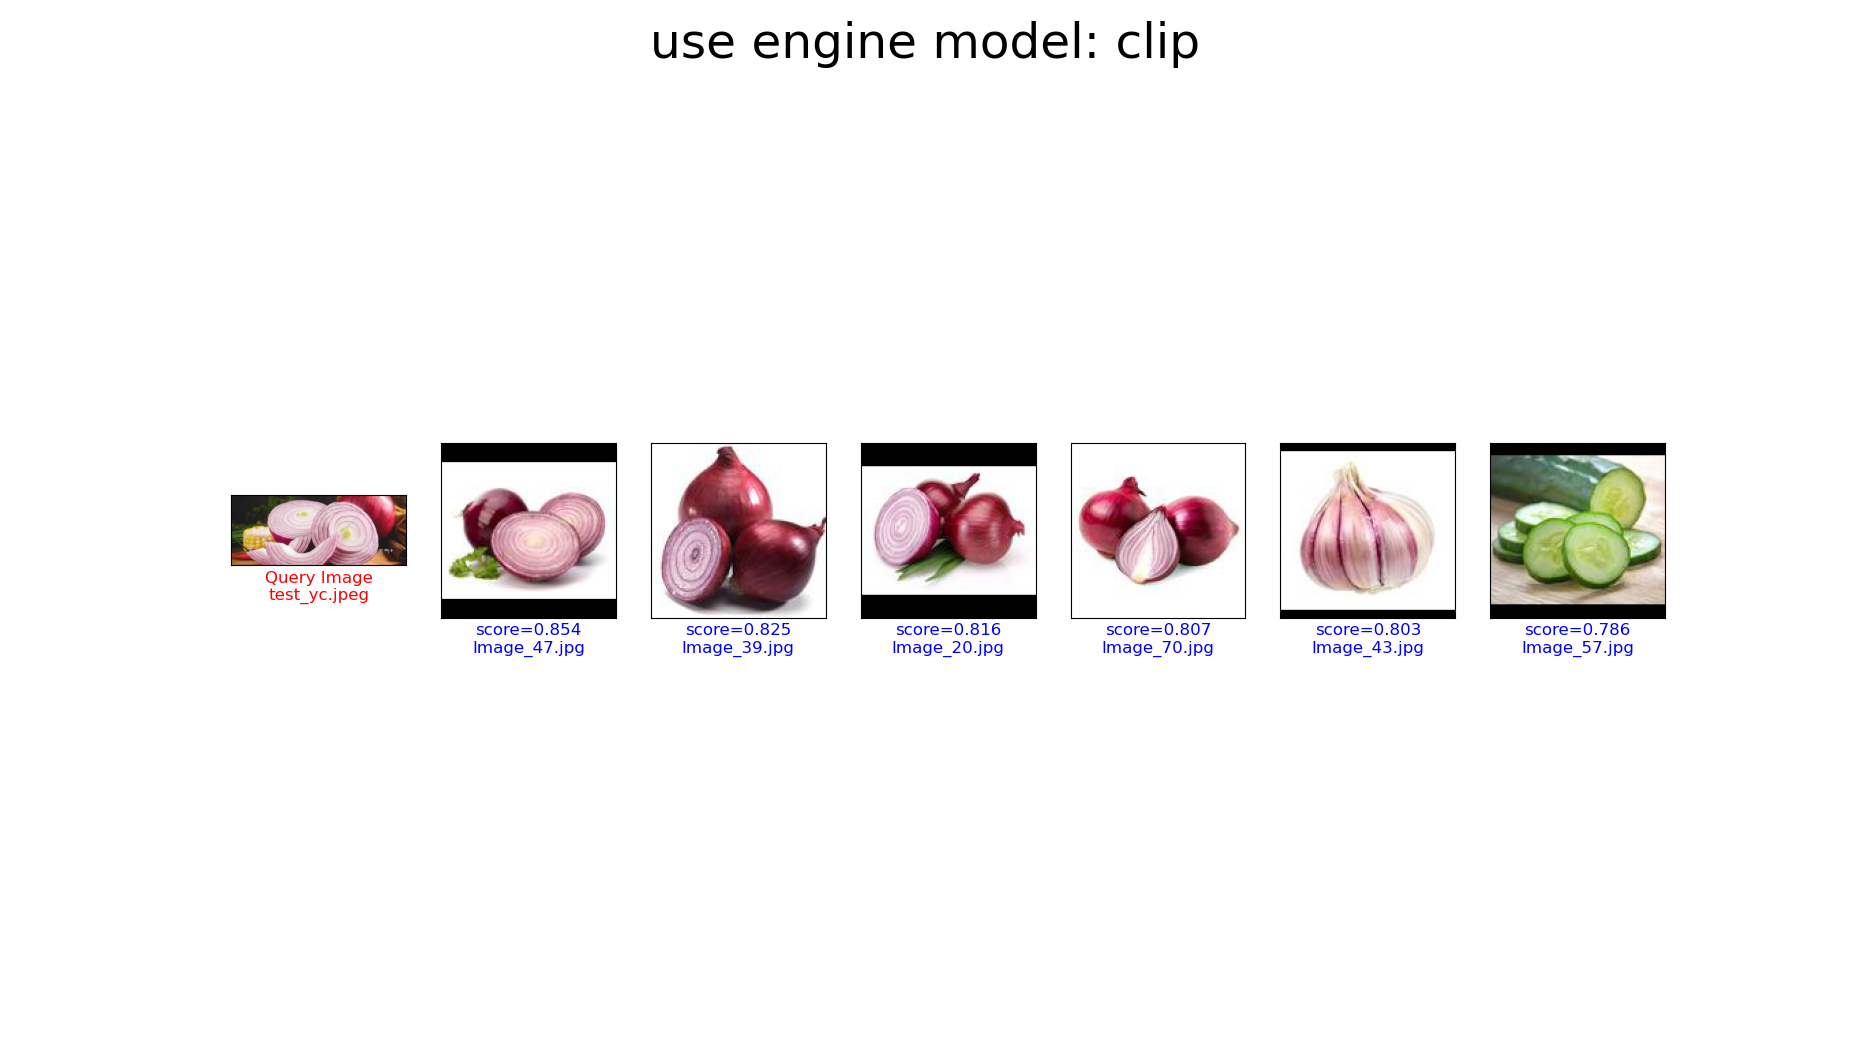 use engine model: clip
Query Image
test_yc.jpeg
score=0.854
Image_47.jpg
score=0.825
Image_39.jpg
score=0.816
Image_20.jpg
score=0.807
Image_70.jpg
score=0.803
Image_43.jpg
score=0.786
Image_57.jpg